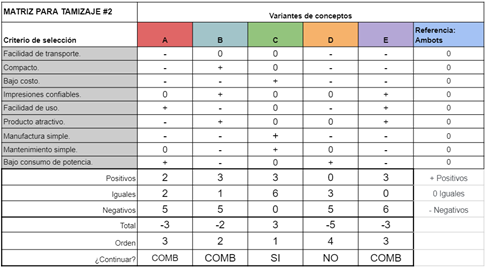 MATRIZ PARA TAMIZAJE #2
Variantes de conceptos
Criterio de selección A B C D E Referencia: Ambots
Facilidad de transporte. - 0 0 - - 0
Compacto. - + 0 - - 0
Bajo costo. - - + - - 0
Impresiones confiables. 0 + 0 0 + 0
Facilidad de uso. + - 0 - + 0
Producto atractivo. - + 0 0 + 0
Manufactura simple. - - + - - 0
Mantenimiento simple. 0 - + 0 - 0
Bajo consumo de potencia. + - 0 + - 0
Positivos 2 3 3 0 3 + Positivos
Iguales 2 1 6 3 0 0 Iguales
Negativos 5 5 0 5 6 - Negativos
Total -3 -2 3 -5 -3
Orden 3 2 1 4 3
¿Continuar? COMB COMB SI NO COMB